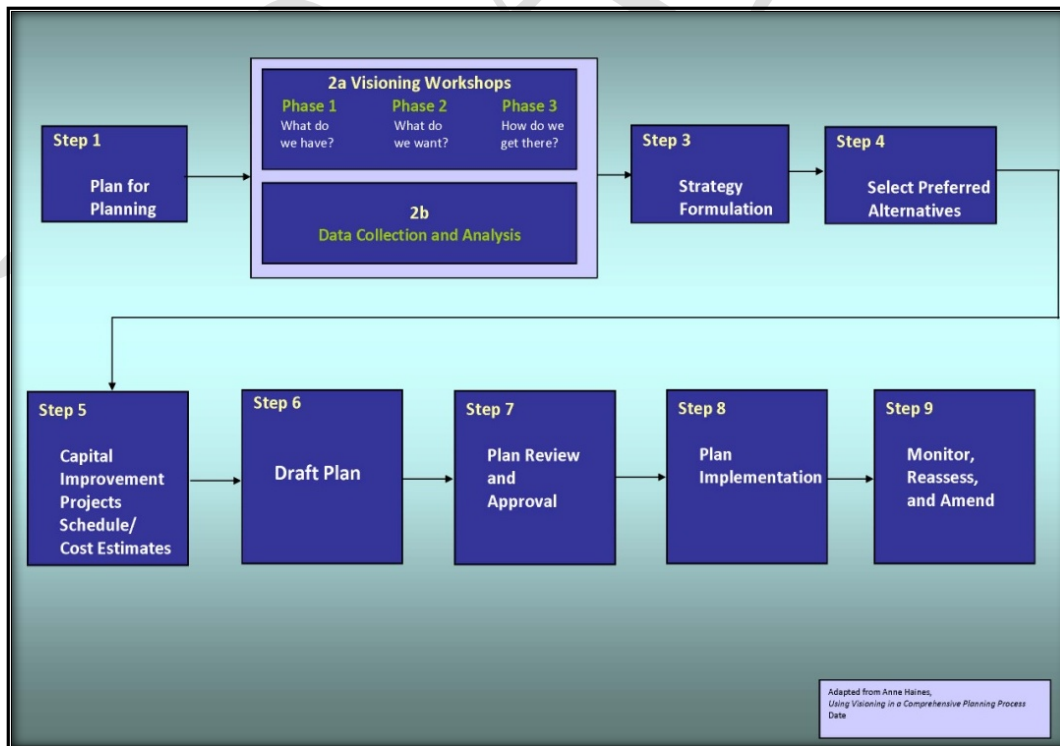 Step 1
Plan for
Planning
2a Visioning Workshops
Phase 1
What do
we have?
Phase 2
What do
we want?
Phase 3
How do we
get there?
2b
Data Collection and Analysis
Step 3
Strategy
Formulation
Step 4
Select Preferred
Alternatives
Step 5
Capital
Improvement
Projects
Schedule/
Cost Estimates
Step 6
Draft Plan
Step 7
Plan Review
and
Approval
Step 8
Plan
Implementation
Step 9
Monitor,
Reassess,
and Amend
Adapted from Anne Haines,
Using Visioning in a Comprehensive Planning Process
Date